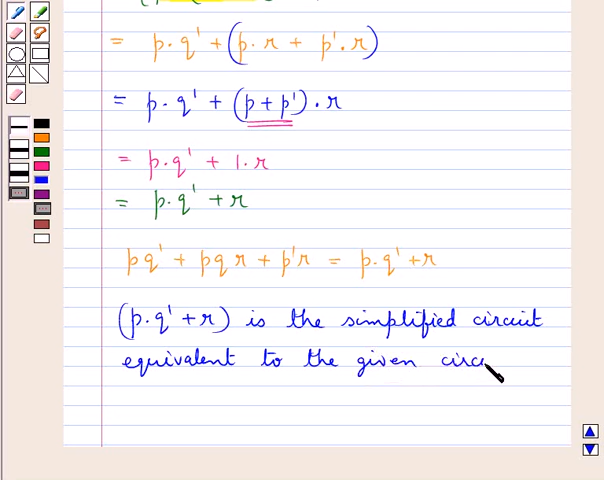 = p·q' + (p·r + p'·r)
= p·q' + (p + p')·r
= p·q' + 1·r
= p·q' + r
pq' + pqr + p'r = p·q' + r
(p·q' + r) is the simplified circuit
equivalent to the given circ